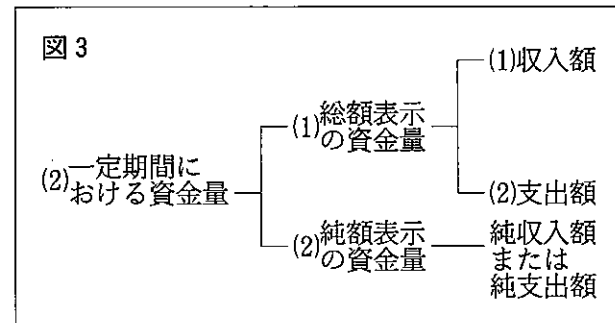 図3
(2)一定期間に
おける資金量
(1)総額表示
の資金量
(1)収入額
(2)支出額
(2)純額表示
の資金量
純収入額
または
純支出額